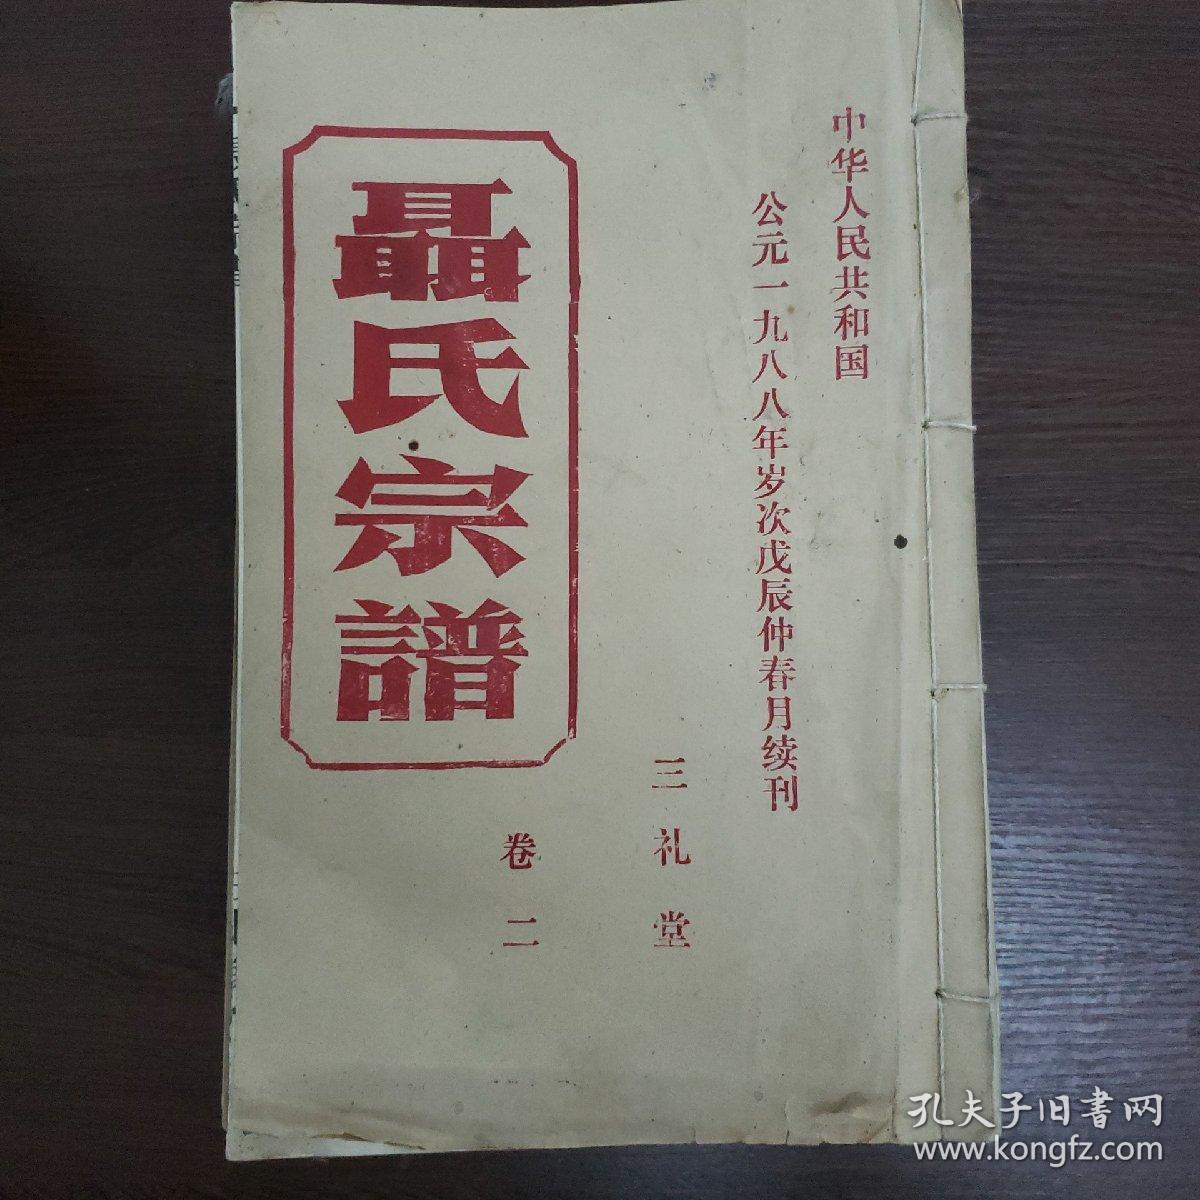 中华人民共和国
公元一九八八年岁次戊辰仲春月续刊
三礼堂
聶氏宗譜
卷二
孔夫子旧書网
www.kongfz.com